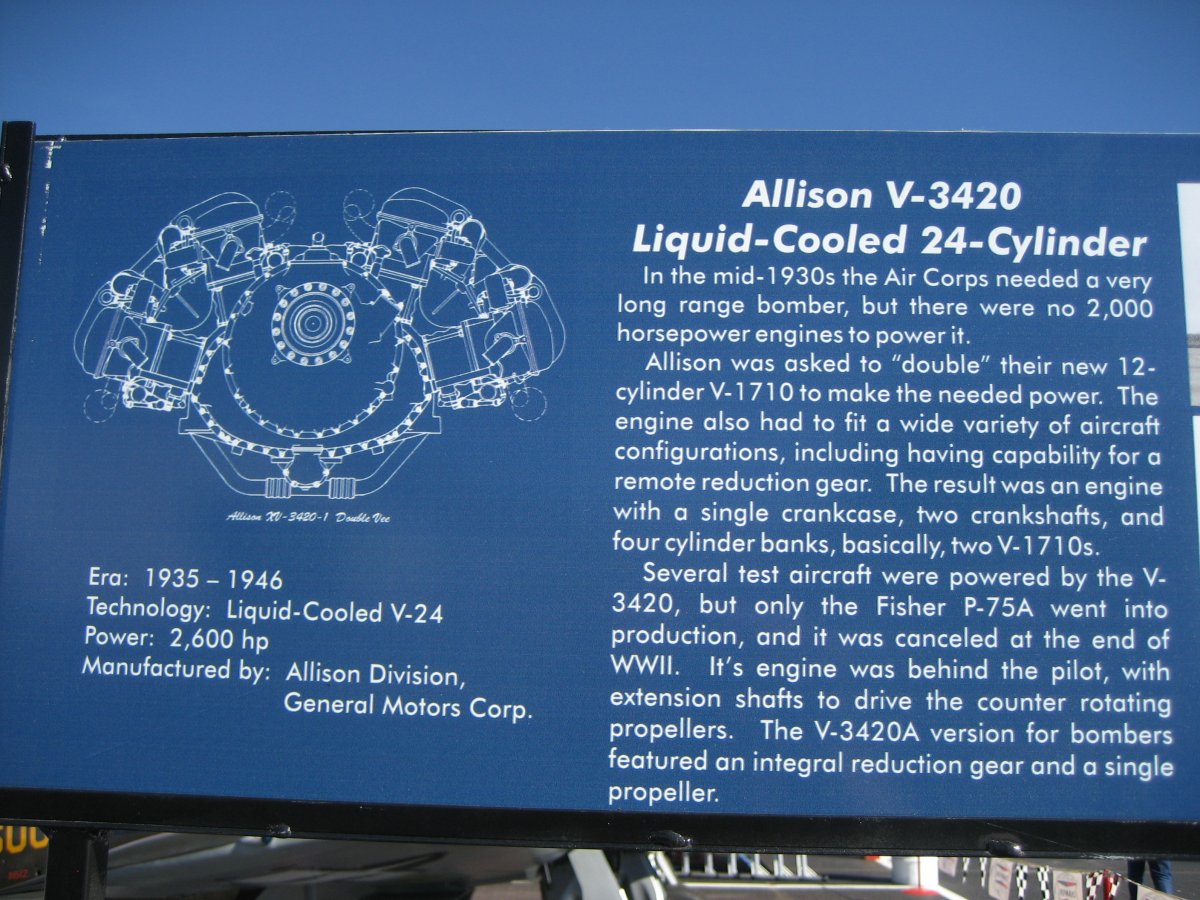 Allison XV-3420-1 Double Vee
Era: 1935 – 1946
Technology: Liquid-Cooled V-24
Power: 2,600 hp
Manufactured by: Allison Division,
General Motors Corp.
Allison V-3420
Liquid-Cooled 24-Cylinder
In the mid-1930s the Air Corps needed a very
long range bomber, but there were no 2,000
horsepower engines to power it.
Allison was asked to “double” their new 12-
cylinder V-1710 to make the needed power. The
engine also had to fit a wide variety of aircraft
configurations, including having capability for a
remote reduction gear. The result was an engine
with a single crankcase, two crankshafts, and
four cylinder banks, basically, two V-1710s.
Several test aircraft were powered by the V-
3420, but only the Fisher P-75A went into
production, and it was canceled at the end of
WWII. It’s engine was behind the pilot, with
extension shafts to drive the counter rotating
propellers. The V-3420A version for bombers
featured an integral reduction gear and a single
propeller.